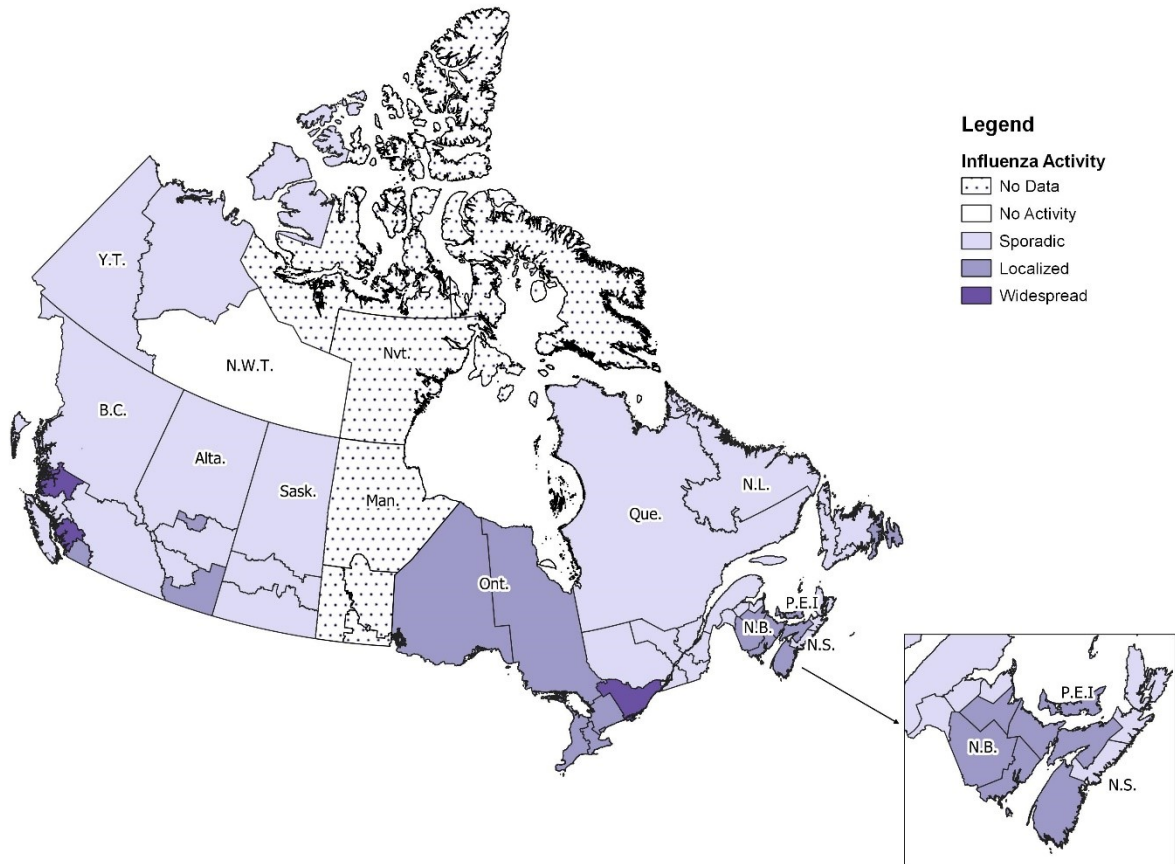 Legend
Influenza Activity
No Data
No Activity
Sporadic
Localized
Widespread
Y.T.
N.W.T.
Nvt.
B.C.
Alta.
Sask.
Man.
Ont.
Que.
N.L.
P.E.I
N.B.
N.S.
P.E.I
N.B.
N.S.